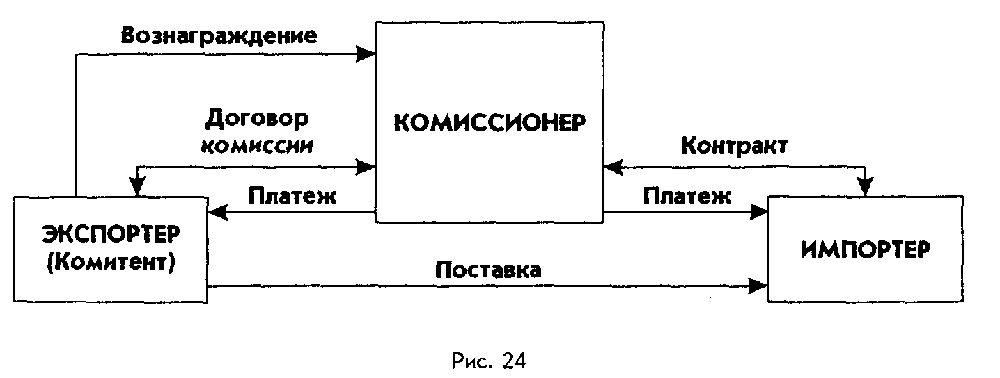 Вознаграждение
Договор
комиссии
КОМИССИОНЕР
Контракт
Платеж
Платеж
ЭКСПОРТЕР
(Комитент)
ИМПОРТЕР
Поставка
Рис. 24